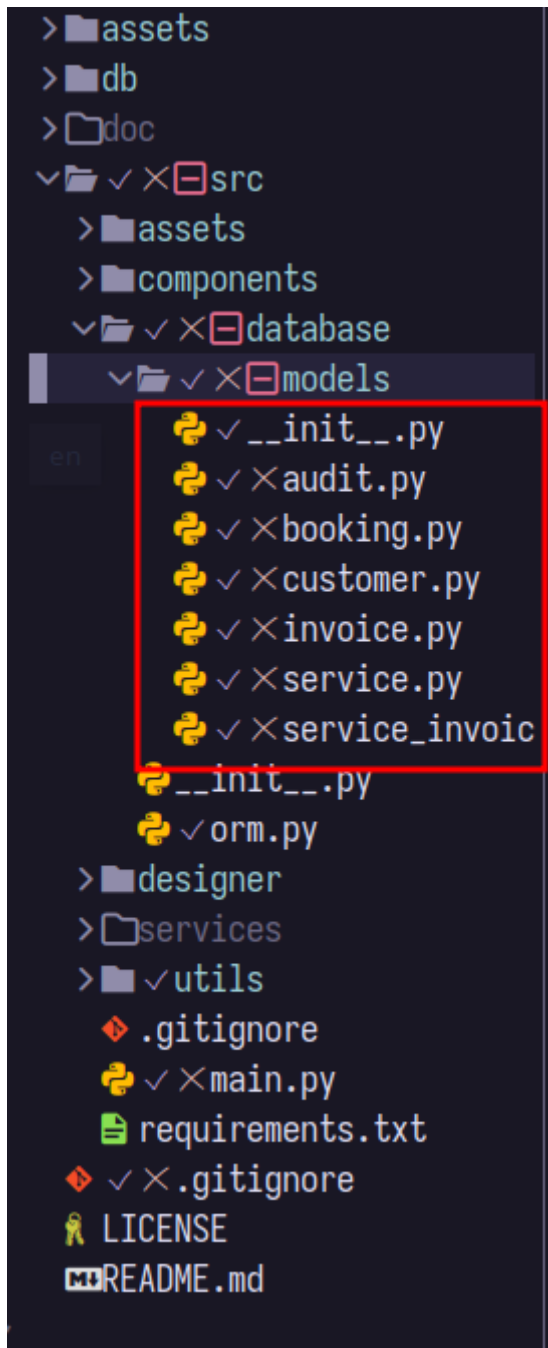 assets
db
doc
src
assets
components
database
models
__init__.py
en
audit.py
booking.py
customer.py
invoice.py
service.py
service_invoic
__init__.py
orm.py
designer
services
utils
.gitignore
main.py
requirements.txt
.gitignore
LICENSE
README.md